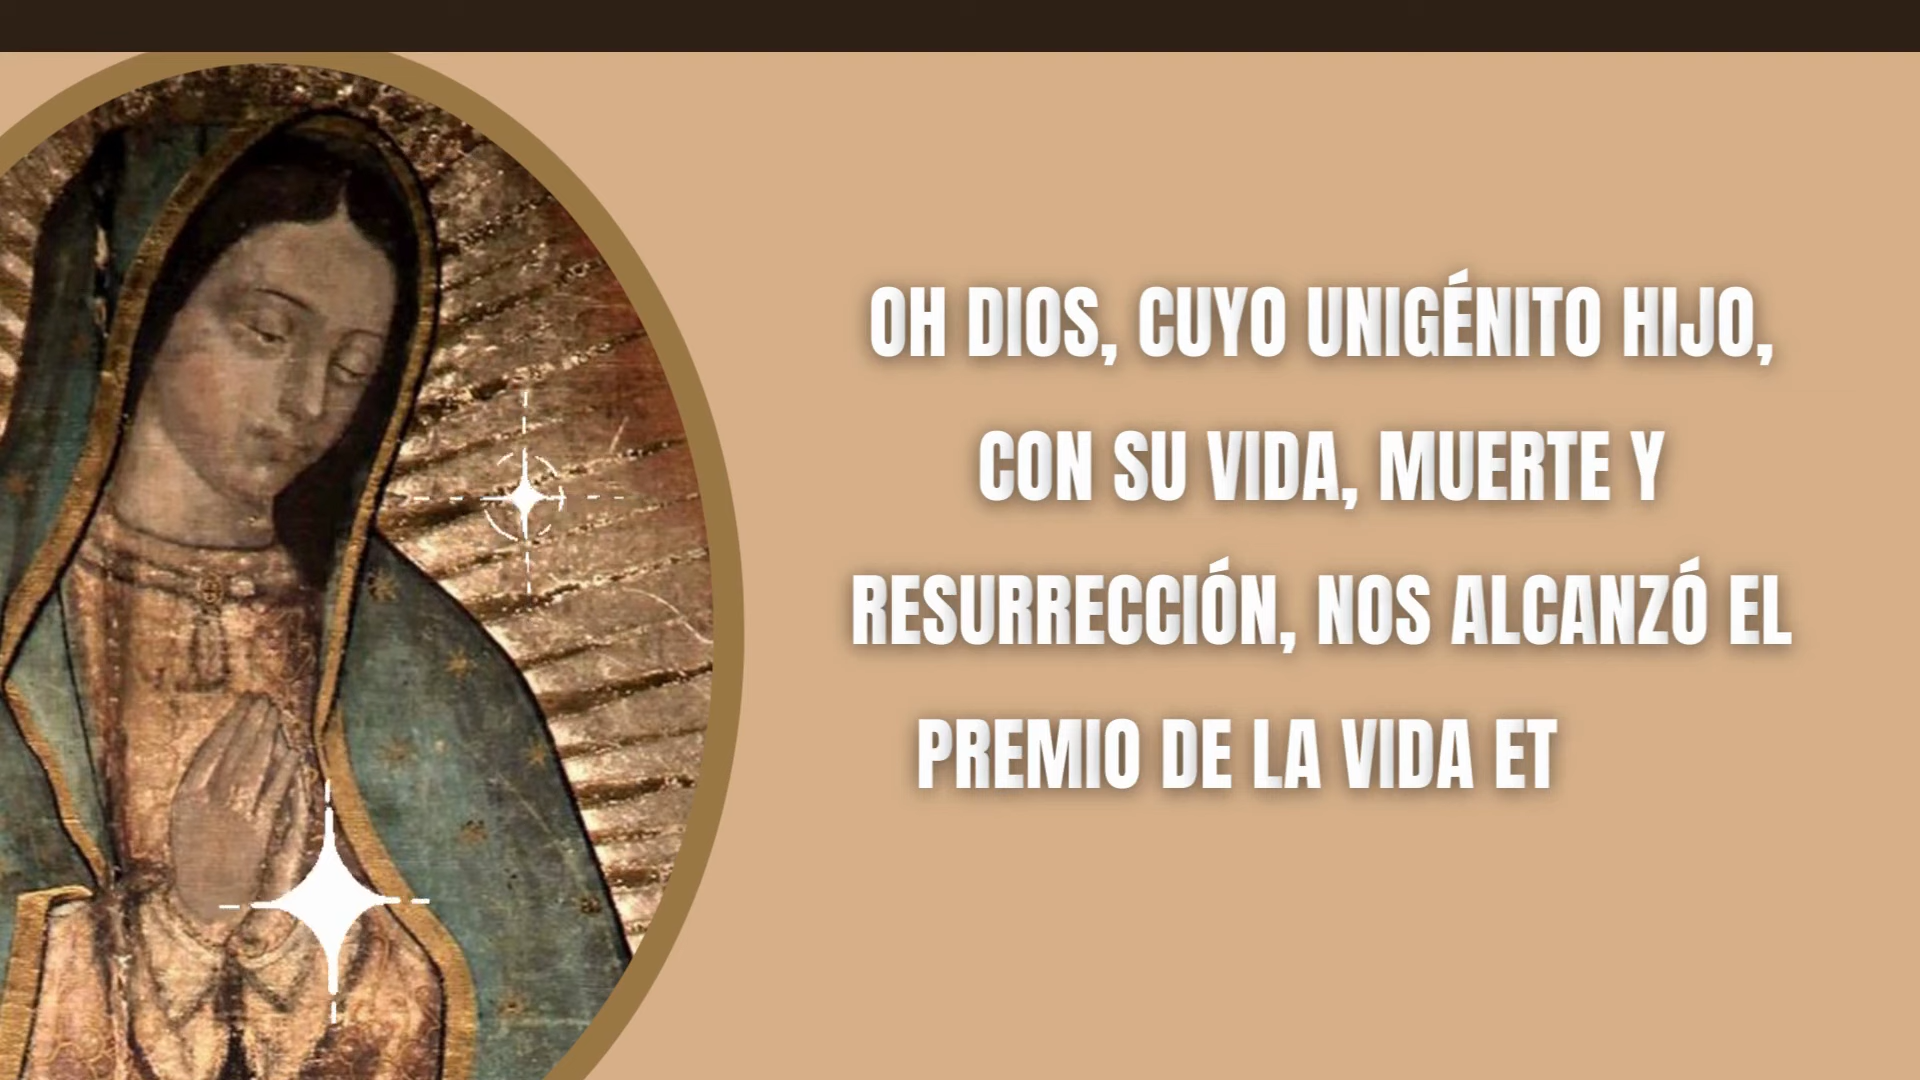 OH DIOS, CUYO UNIGÉNITO HIJO,
CON SU VIDA, MUERTE Y
RESURRECCIÓN, NOS ALCANZÓ EL
PREMIO DE LA VIDA ET